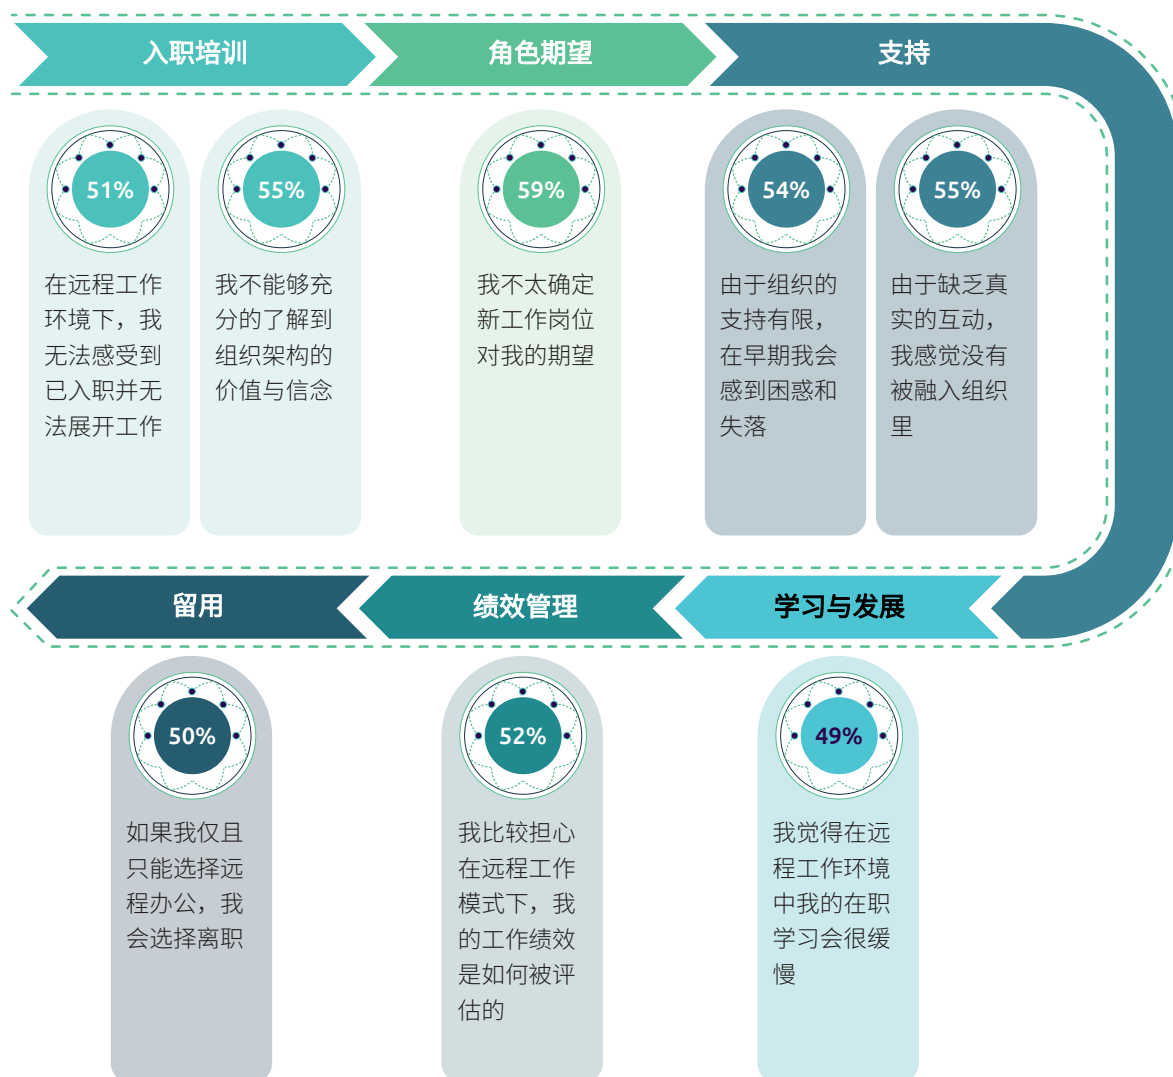 入职培训
角色期望
支持
51%
在远程工作
环境下，我
无法感受到
已入职并无
法展开工作
55%
我不能够充
分的了解到
组织架构的
价值与信念
59%
我不太确定
新工作岗位
对我的期望
54%
由于组织的
支持有限，
在早期我会
感到困惑和
失落
55%
由于缺乏真
实的互动，
我感觉没有
被融入组织
里
留用
绩效管理
学习与发展
50%
如果我仅且
只能选择远
程办公，我
会选择离职
52%
我比较担心
在远程工作
模式下，我
的工作绩效
是如何被评
估的
49%
我觉得在远
程工作环境
中我的在职
学习会很缓
慢